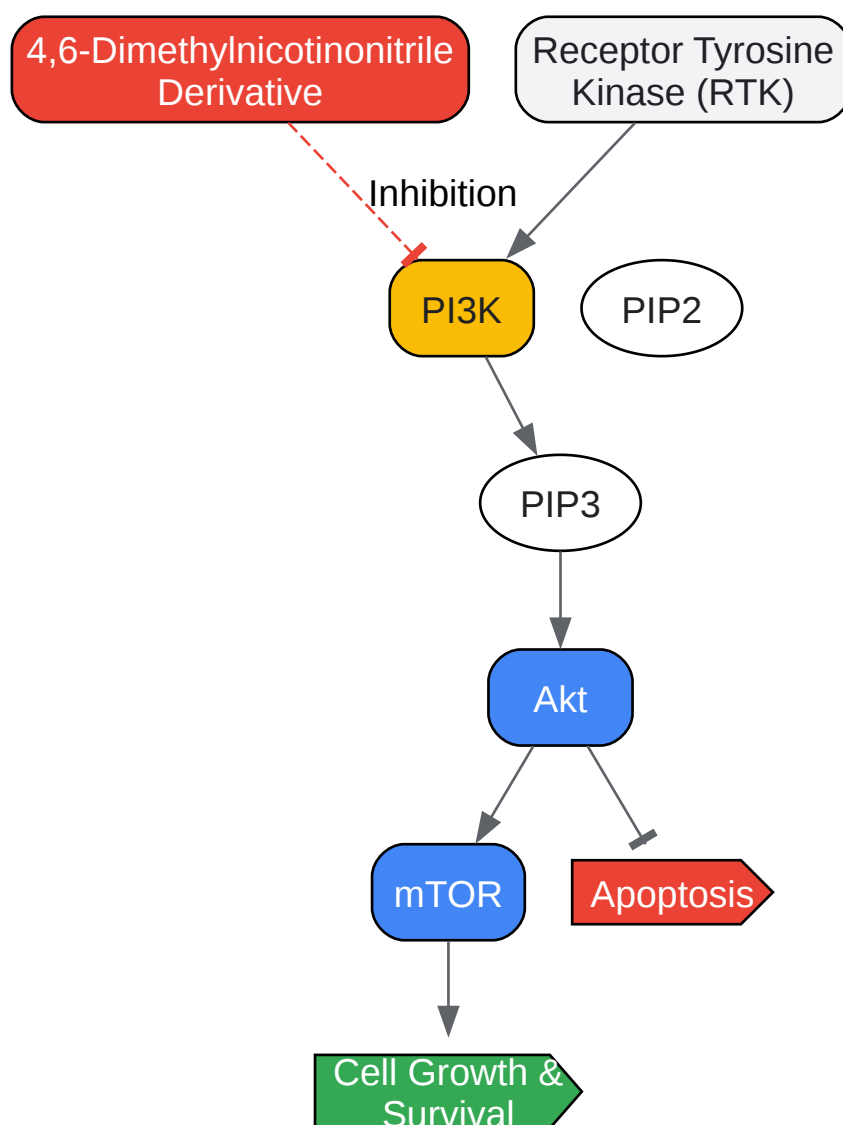 4,6-Dimethylnicotinonitrile
Derivative
Receptor Tyrosine
Kinase (RTK)
Inhibition
PI3K
PIP2
PIP3
Akt
mTOR
Apoptosis
Cell Growth &
Survival